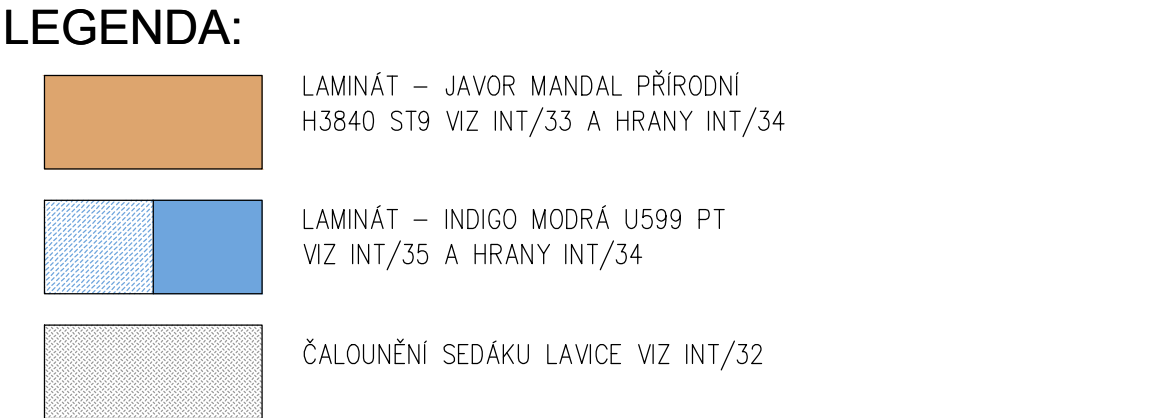 LEGENDA:
LAMINÁT – JAVOR MANDAL PŘÍRODNÍ
H3840 ST9 VIZ INT/33 A HRANY INT/34
LAMINÁT – INDIGO MODRÁ U599 PT
VIZ INT/35 A HRANY INT/34
ČALOUNĚNÍ SEDÁKU LAVICE VIZ INT/32